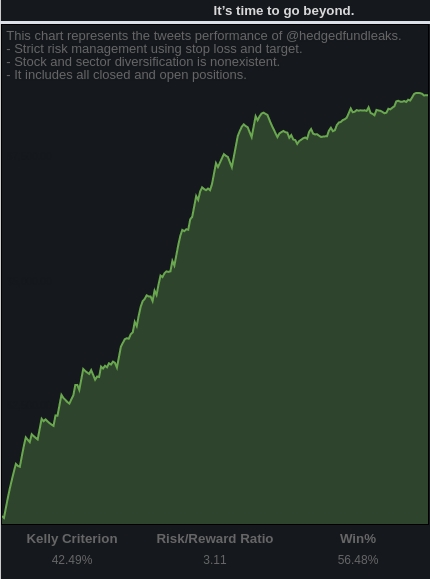 It's time to go beyond.
This chart represents the tweets performance of @hedgedfundleaks.
- Strict risk management using stop loss and target.
- Stock and sector diversification is nonexistent.
- It includes all closed and open positions.
Kelly Criterion Risk/Reward Ratio Win%
42.49% 3.11 56.48%